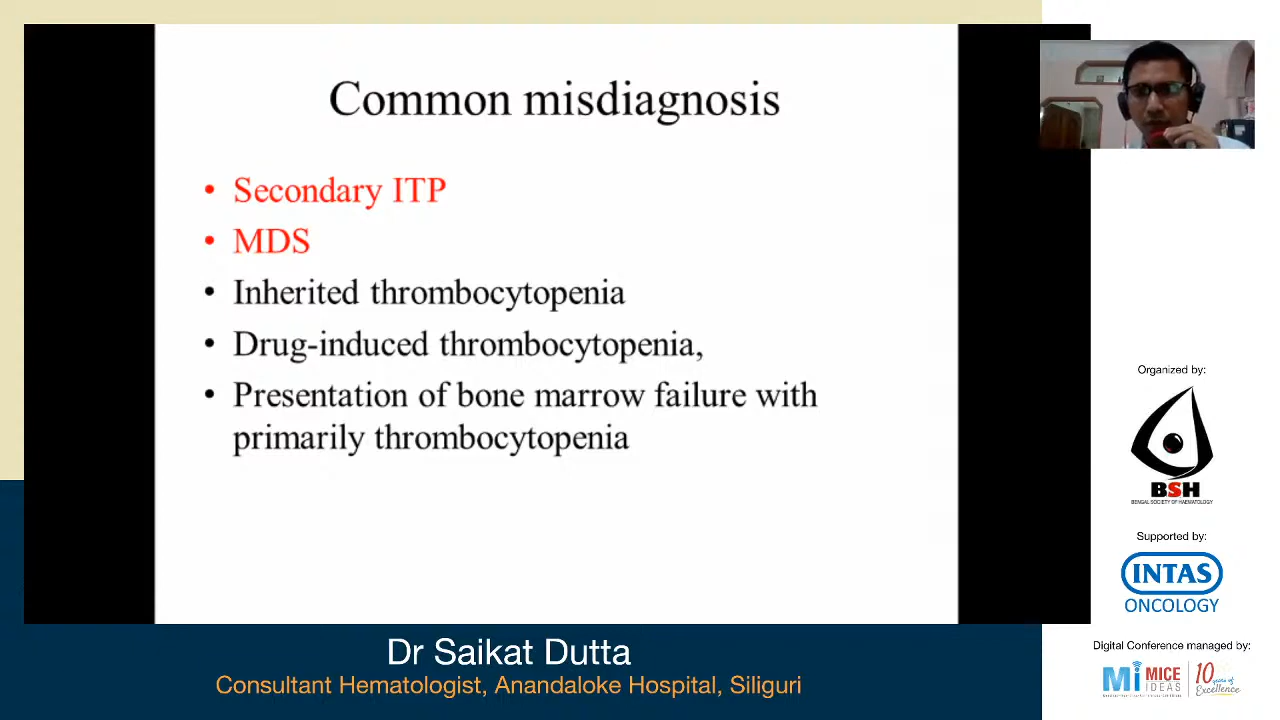 Common misdiagnosis
• Secondary ITP
• MDS
• Inherited thrombocytopenia
• Drug-induced thrombocytopenia,
• Presentation of bone marrow failure with
primarily thrombocytopenia
Organized by:
BSH
BENGAL SOCIETY OF HAEMATOLOGY
Supported by:
INTAS
ONCOLOGY
Digital Conference managed by:
Mi MICE
IDEAS
10
years of
Excellence
Dr Saikat Dutta
Consultant Hematologist, Anandaloke Hospital, Siliguri